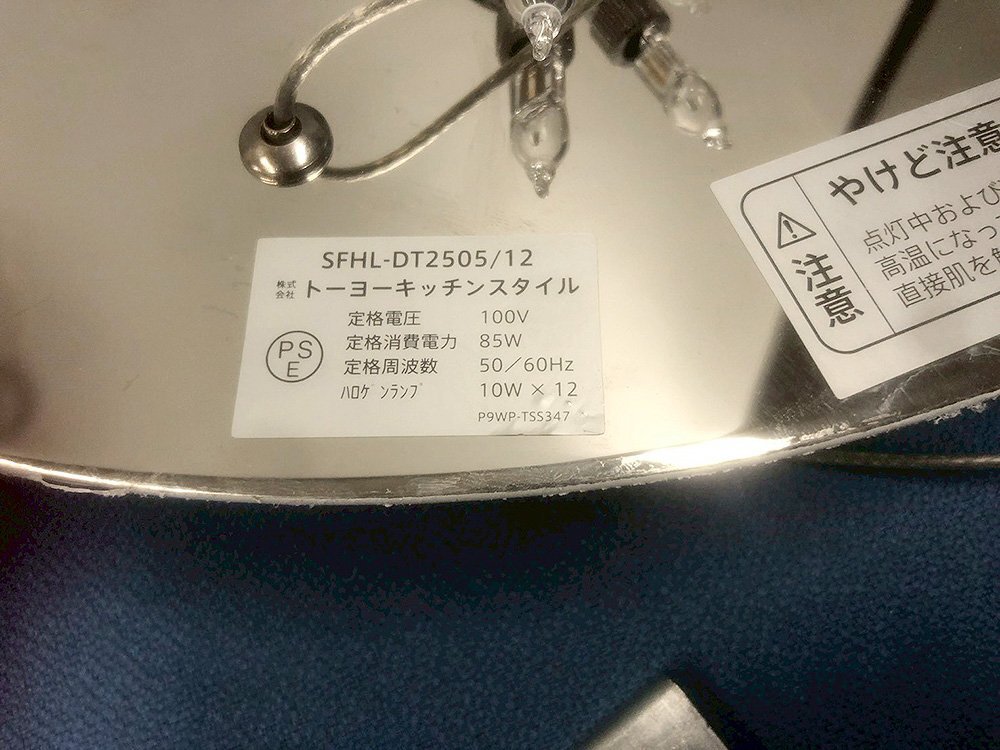 SFHL-DT2505/12
株式会社 トーヨーキッチンスタイル
定格電圧 100V
定格消費電力 85W
定格周波数 50/60Hz
ハロゲンランプ 10W × 12
PSE
P9WP-TSS347
やけど注意
注意
点灯中および
高温になっ
直接肌を